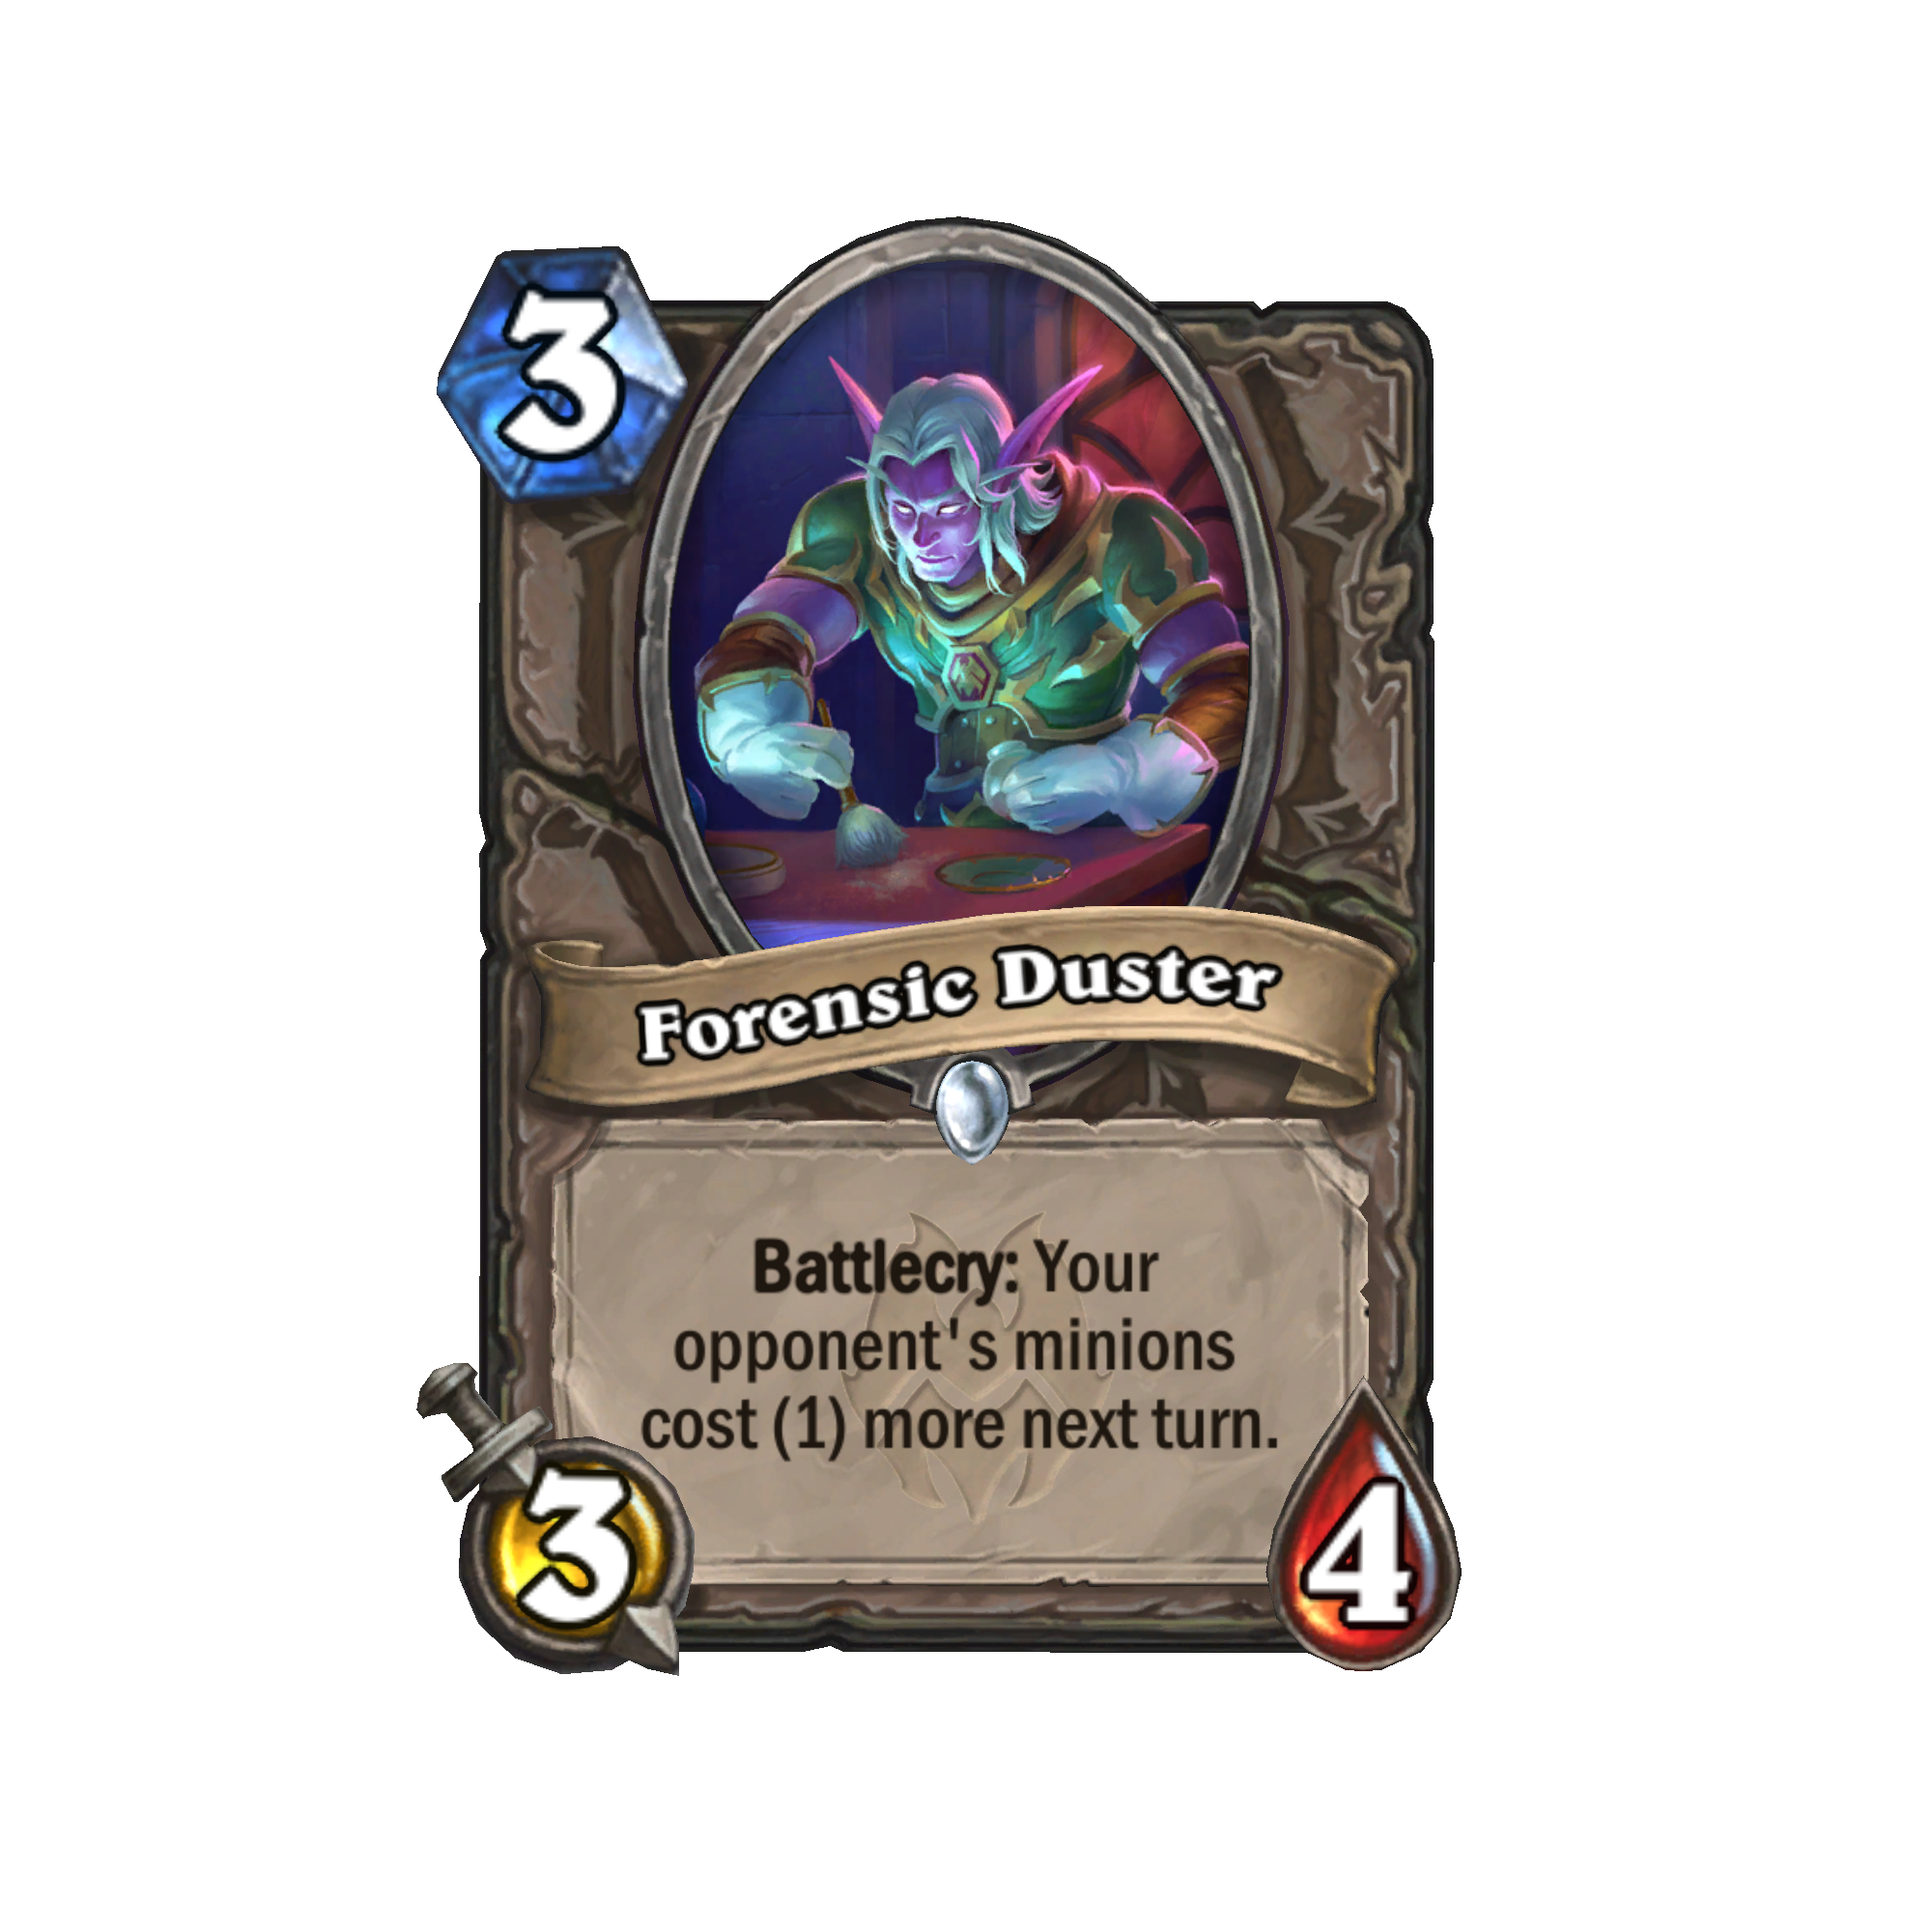 3
Forensic Duster
Battlecry: Your
opponent's minions
cost (1) more next turn.
3
4